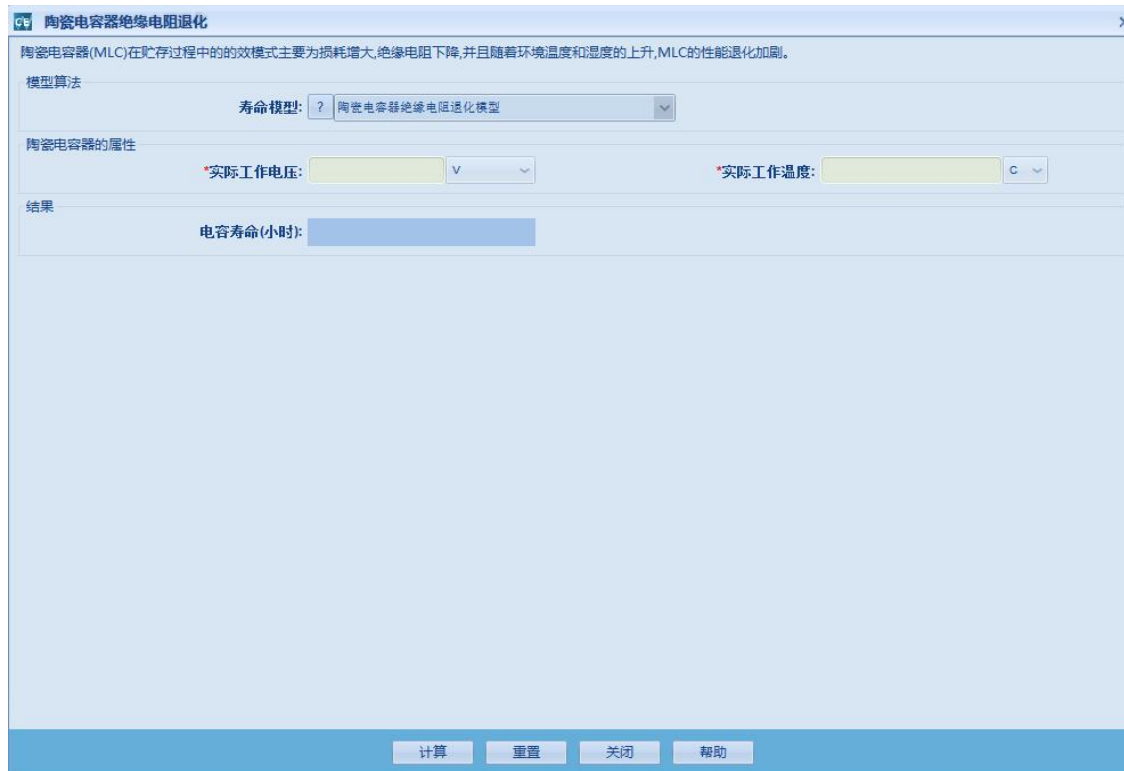 CB 陶瓷电容器绝缘电阻退化
陶瓷电容器(MLC)在贮存过程中的的效模式主要为损耗增大,绝缘电阻下降,并且随着环境温度和湿度的上升,MLC的性能退化加剧。
模型算法
寿命模型: ? 陶瓷电容器绝缘电阻退化模型
陶瓷电容器的属性
*实际工作电压: V *实际工作温度: C
结果
电容寿命(小时):
计算 重置 关闭 帮助